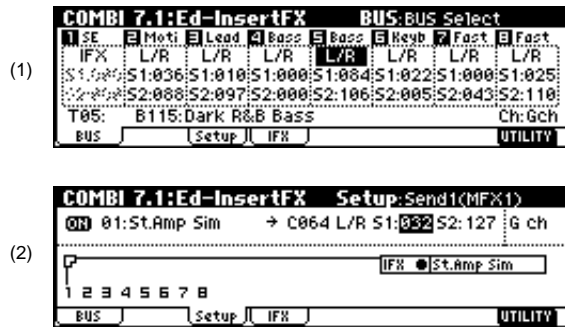 (1)
COMBI 7.1:Ed-InsertFX BUS:BUS Select
1 SE 2 Moti 3 Lead 4 Bass 5 Bass 6 Keyb 7 Fast 8 Fast
IFX L/R L/R L/R L/R L/R L/R L/R
S1:036 S1:010 S1:000 S1:084 S1:022 S1:000 S1:025
S2:088 S2:097 S2:000 S2:106 S2:005 S2:043 S2:110
T05: B115:Dark R&B Bass Ch:Gch
BUS Setup IFX UTILITY
(2)
COMBI 7.1:Ed-InsertFX Setup:Send1(MFX1)
ON 01:St.Amp Sim → C064 L/R S1:032 S2:127 G ch
IFX ●St.Amp Sim
1 2 3 4 5 6 7 8
BUS Setup IFX UTILITY